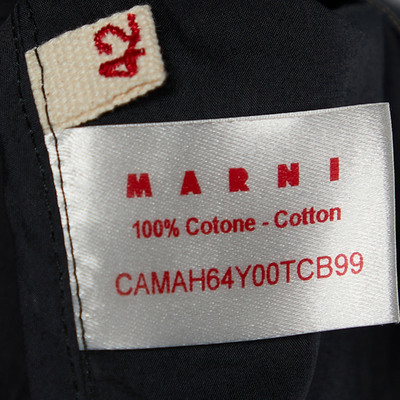 42
MARNI
100% Cotone - Cotton
CAMAH64Y00TCB99